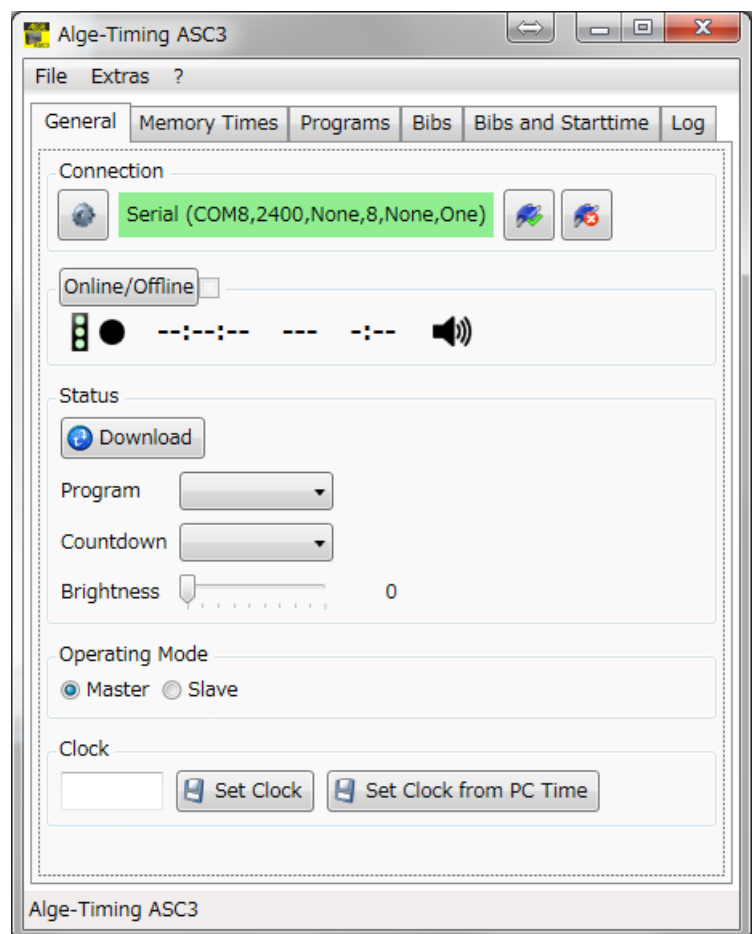 Alge-Timing ASC3
File Extras ?
General Memory Times Programs Bibs Bibs and Starttime Log
Connection
Serial (COM8,2400,None,8,None,One)
Online/Offline
--:--:-- --- -:--
Status
Download
Program
Countdown
Brightness 0
Operating Mode
Master Slave
Clock
Set Clock Set Clock from PC Time
Alge-Timing ASC3